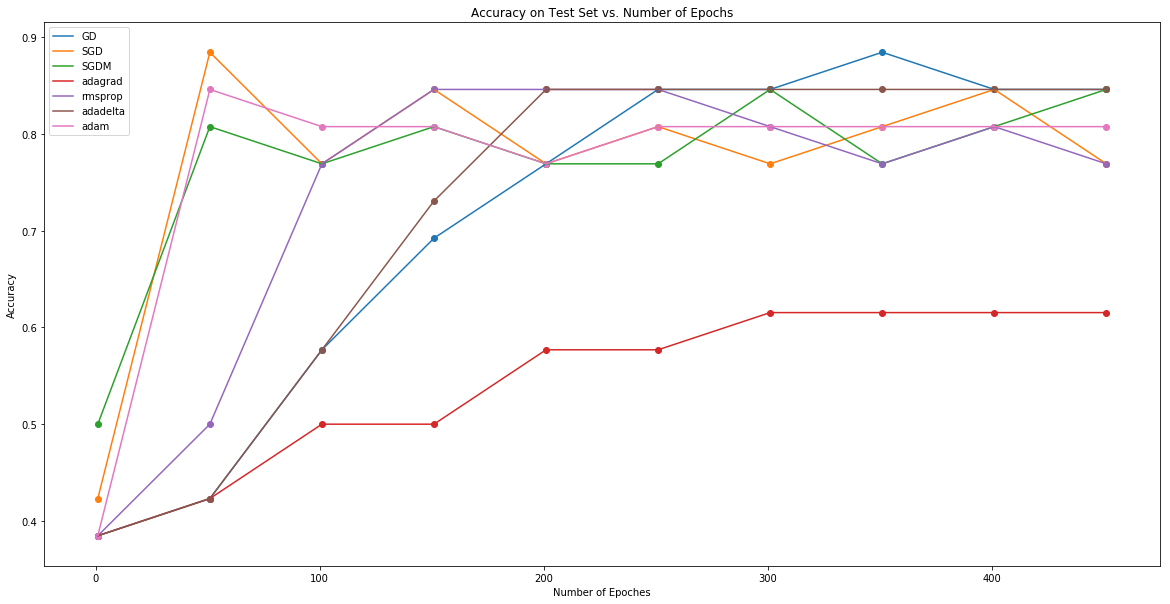 Accuracy on Test Set vs. Number of Epochs
GD
SGD
SGDM
adagrad
rmsprop
adadelta
adam
Accuracy
0.9
0.8
0.7
0.6
0.5
0.4
0
100
200
300
400
Number of Epoches